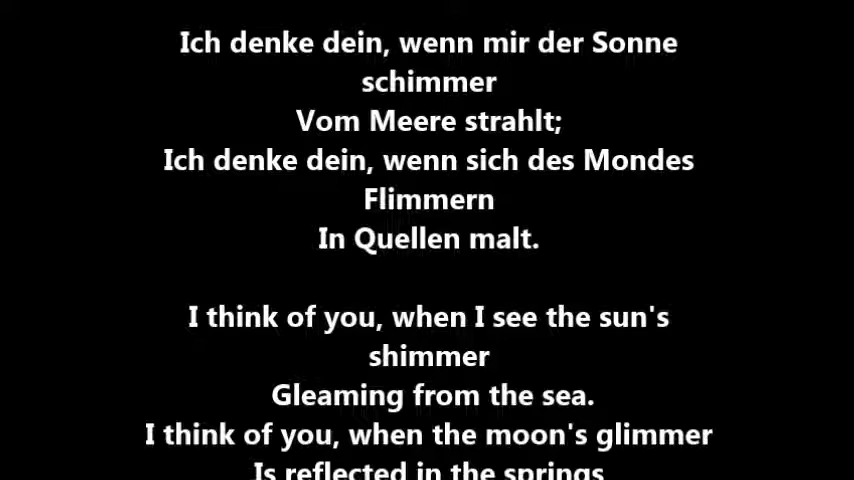 Ich denke dein, wenn mir der Sonne
schimmer
Vom Meere strahlt;
Ich denke dein, wenn sich des Mondes
Flimmern
In Quellen malt.
I think of you, when I see the sun's
shimmer
Gleaming from the sea.
I think of you, when the moon's glimmer
Is reflected in the springs